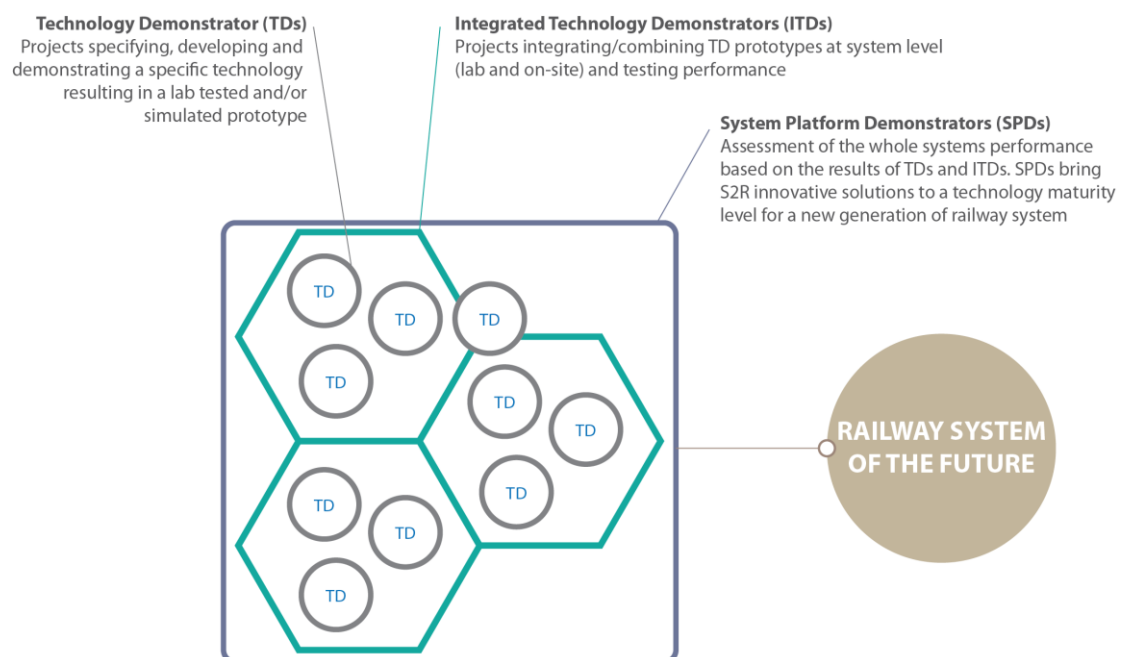 Technology Demonstrator (TDs)
Projects specifying, developing and
demonstrating a specific technology
resulting in a lab tested and/or
simulated prototype
Integrated Technology Demonstrators (ITDs)
Projects integrating/combining TD prototypes at system level
(lab and on-site) and testing performance
System Platform Demonstrators (SPDs)
Assessment of the whole systems performance
based on the results of TDs and ITDs. SPDs bring
S2R innovative solutions to a technology maturity
level for a new generation of railway system
TD
TD
TD
TD
TD
TD
TD
TD
TD
TD
RAILWAY SYSTEM
OF THE FUTURE